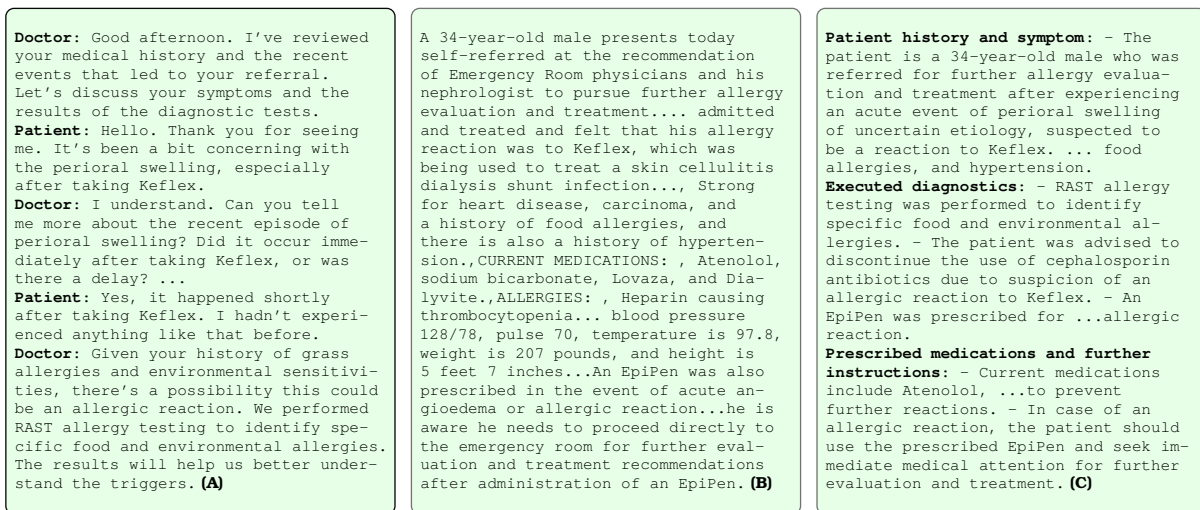 Doctor: Good afternoon. I've reviewed
your medical history and the recent
events that led to your referral.
Let's discuss your symptoms and the
results of the diagnostic tests.
Patient: Hello. Thank you for seeing
me. It's been a bit concerning with
the perioral swelling, especially
after taking Keflex.
Doctor: I understand. Can you tell
me more about the recent episode of
perioral swelling? Did it occur imme-
diately after taking Keflex, or was
there a delay? ...
Patient: Yes, it happened shortly
after taking Keflex. I hadn't experi-
enced anything like that before.
Doctor: Given your history of grass
allergies and environmental sensitivi-
ties, there's a possibility this could
be an allergic reaction. We performed
RAST allergy testing to identify spe-
cific food and environmental allergies.
The results will help us better under-
stand the triggers. (A)
A 34-year-old male presents today
self-referred at the recommendation
of Emergency Room physicians and his
nephrologist to pursue further allergy
evaluation and treatment.... admitted
and treated and felt that his allergy
reaction was to Keflex, which was
being used to treat a skin cellulitis
dialysis shunt infection..., Strong
for heart disease, carcinoma, and
a history of food allergies, and
there is also a history of hyperten-
sion.,CURRENT MEDICATIONS: , Atenolol,
sodium bicarbonate, Lovaza, and Dia-
lyvite.,ALLERGIES: , Heparin causing
thrombocytopenia... blood pressure
128/78, pulse 70, temperature is 97.8,
weight is 207 pounds, and height is
5 feet 7 inches...An EpiPen was also
prescribed in the event of acute an-
gioedema or allergic reaction...he is
aware he needs to proceed directly to
the emergency room for further eval-
uation and treatment recommendations
after administration of an EpiPen. (B)
Patient history and symptom: - The
patient is a 34-year-old male who was
referred for further allergy evalua-
tion and treatment after experiencing
an acute event of perioral swelling
of uncertain etiology, suspected to
be a reaction to Keflex. ... food
allergies, and hypertension.
Executed diagnostics: - RAST allergy
testing was performed to identify
specific food and environmental al-
lergies. - The patient was advised to
discontinue the use of cephalosporin
antibiotics due to suspicion of an
allergic reaction to Keflex. - An
EpiPen was prescribed for ...allergic
reaction.
Prescribed medications and further
instructions: - Current medications
include Atenolol, ...to prevent
further reactions. - In case of an
allergic reaction, the patient should
use the prescribed EpiPen and seek im-
mediate medical attention for further
evaluation and treatment. (C)